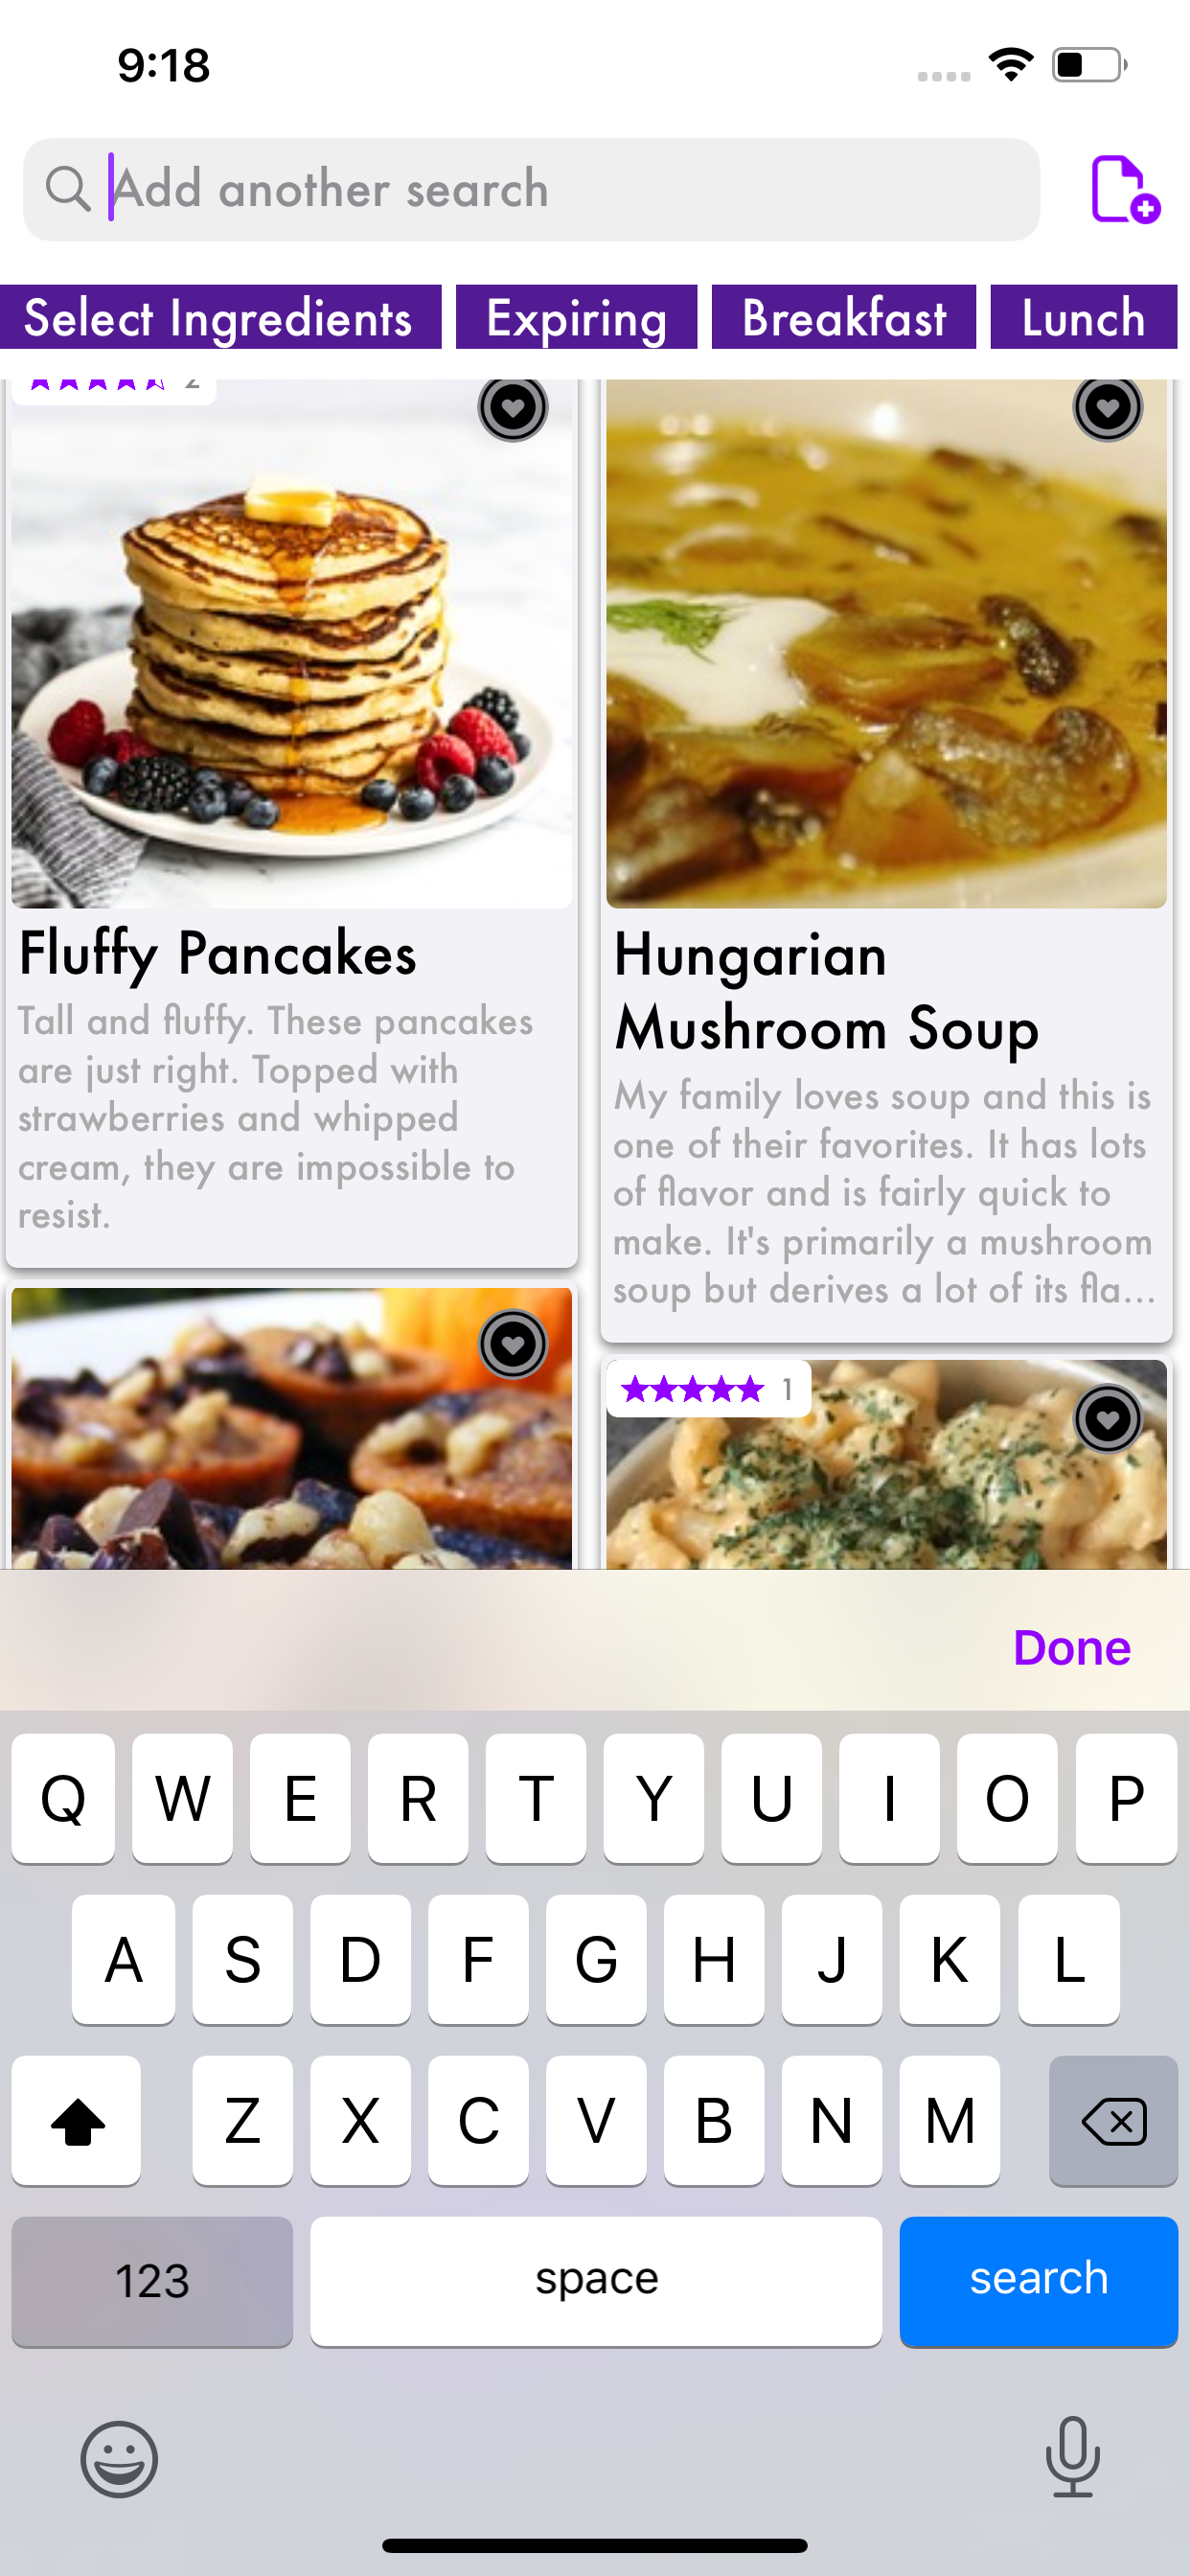 9:18
Add another search
Select Ingredients
Expiring
Breakfast
Lunch
2
Fluffy Pancakes
Tall and fluffy. These pancakes
are just right. Topped with
strawberries and whipped
cream, they are impossible to
resist.
Hungarian
Mushroom Soup
My family loves soup and this is
one of their favorites. It has lots
of flavor and is fairly quick to
make. It's primarily a mushroom
soup but derives a lot of its fla...
1
Done
Q W E R T Y U I O P
A S D F G H J K L
Z X C V B N M
123 space search